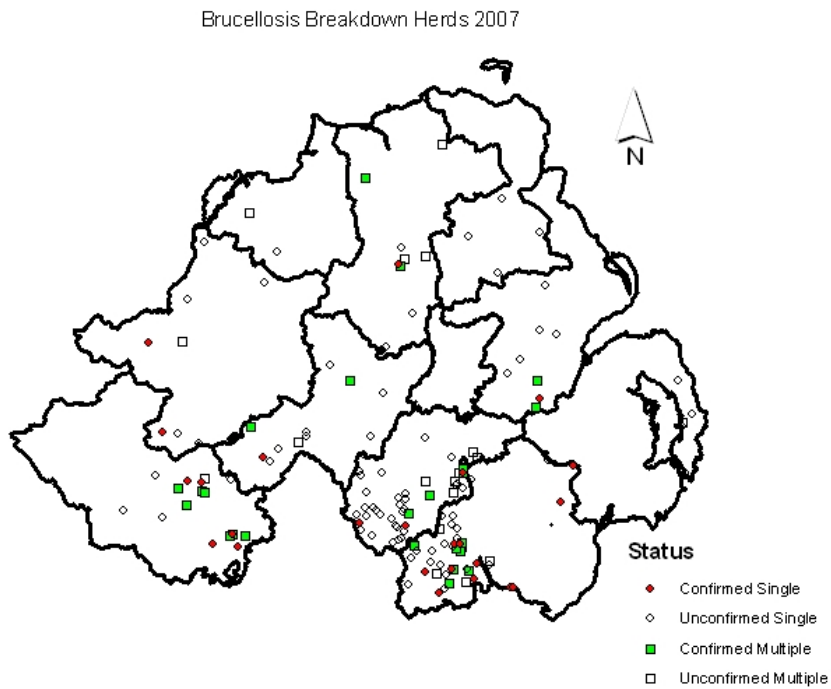 Brucellosis Breakdown Herds 2007
N
Status
Confirmed Single
Unconfirmed Single
Confirmed Multiple
Unconfirmed Multiple